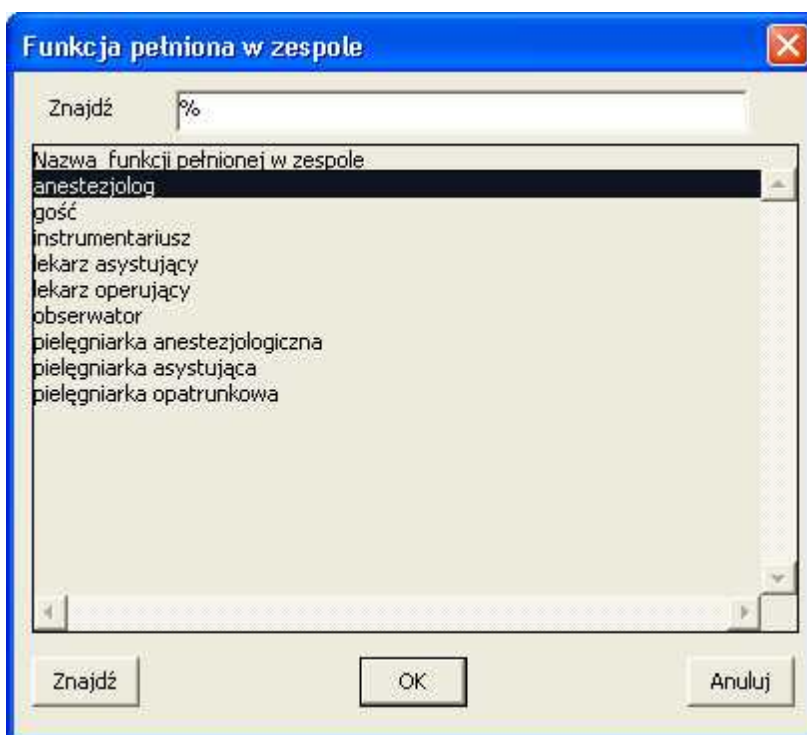 Funkcja pełniona w zespole
Znajdź %
Nazwa funkcji pełnionej w zespole
anestezjolog
gość
instrumentariusz
lekarz asystujący
lekarz operujący
obserwator
pielęgniarka anestezjologiczna
pielęgniarka asystująca
pielęgniarka opatrunkowa
Znajdź OK Anuluj